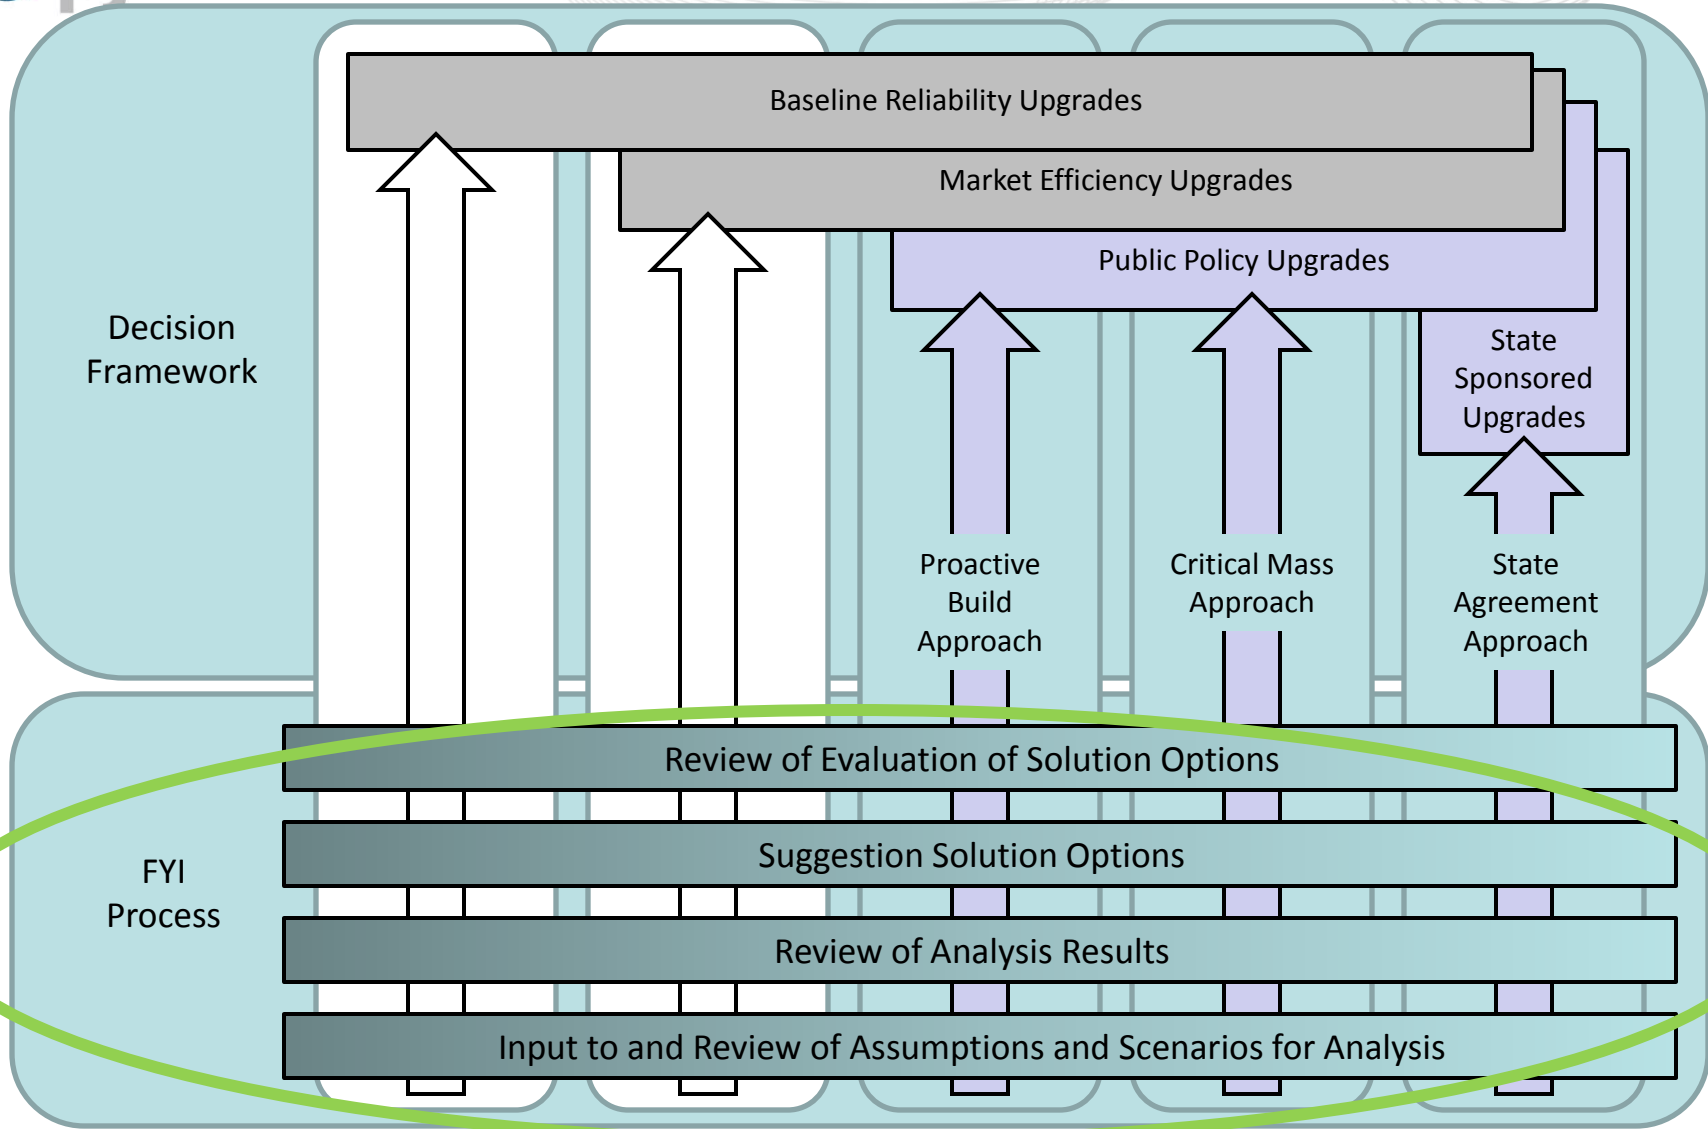 Baseline Reliability Upgrades
Market Efficiency Upgrades
Public Policy Upgrades
State
Sponsored
Upgrades
Decision
Framework
Proactive
Build
Approach
Critical Mass
Approach
State
Agreement
Approach
Review of Evaluation of Solution Options
Suggestion Solution Options
FYI
Process
Review of Analysis Results
Input to and Review of Assumptions and Scenarios for Analysis